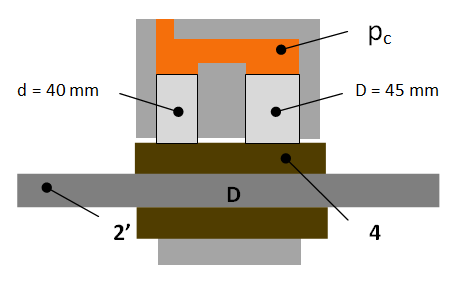 pc
d = 40 mm
D = 45 mm
D
2’
4